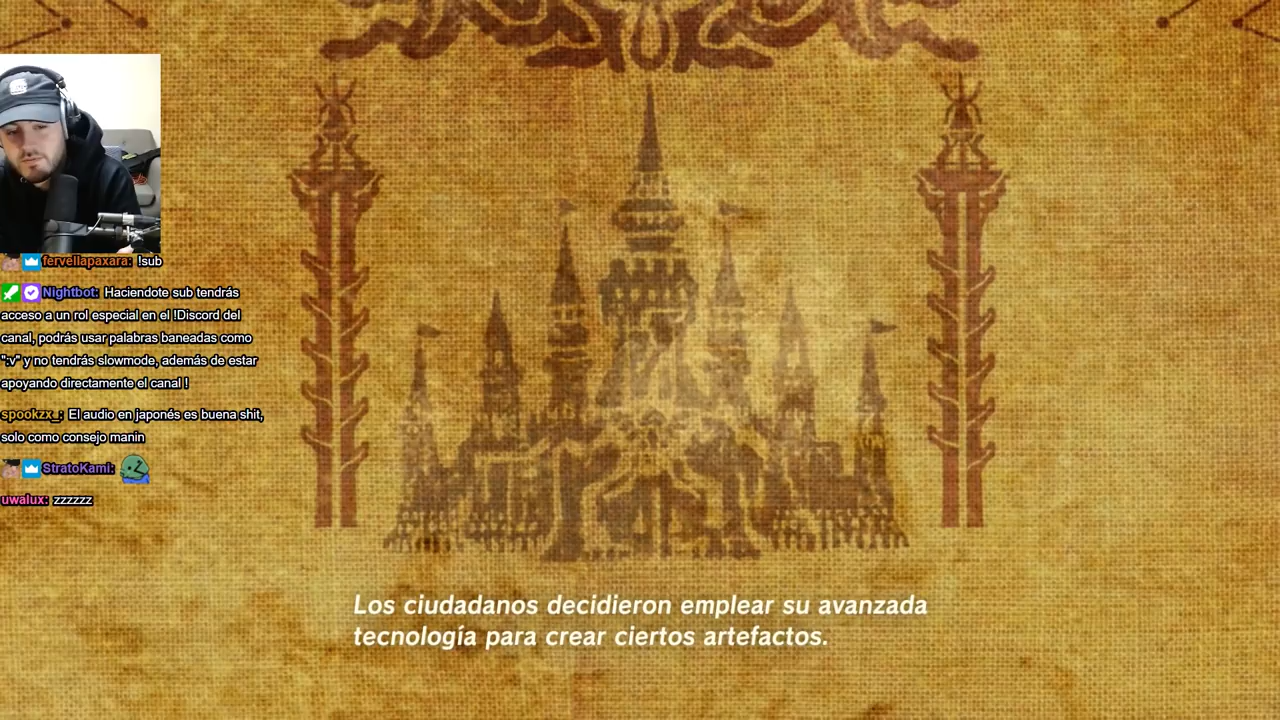 fervellapaxara: !sub
Nightbot: Haciendote sub tendrás
acceso a un rol especial en el !Discord del
canal, podrás usar palabras baneadas como
":v" y no tendrás slowmode, además de estar
apoyando directamente el canal !
spookzx_: El audio en japonés es buena shit,
solo como consejo manin
StratoKami:
uwalux: zzzzzz
Los ciudadanos decidieron emplear su avanzada
tecnología para crear ciertos artefactos.